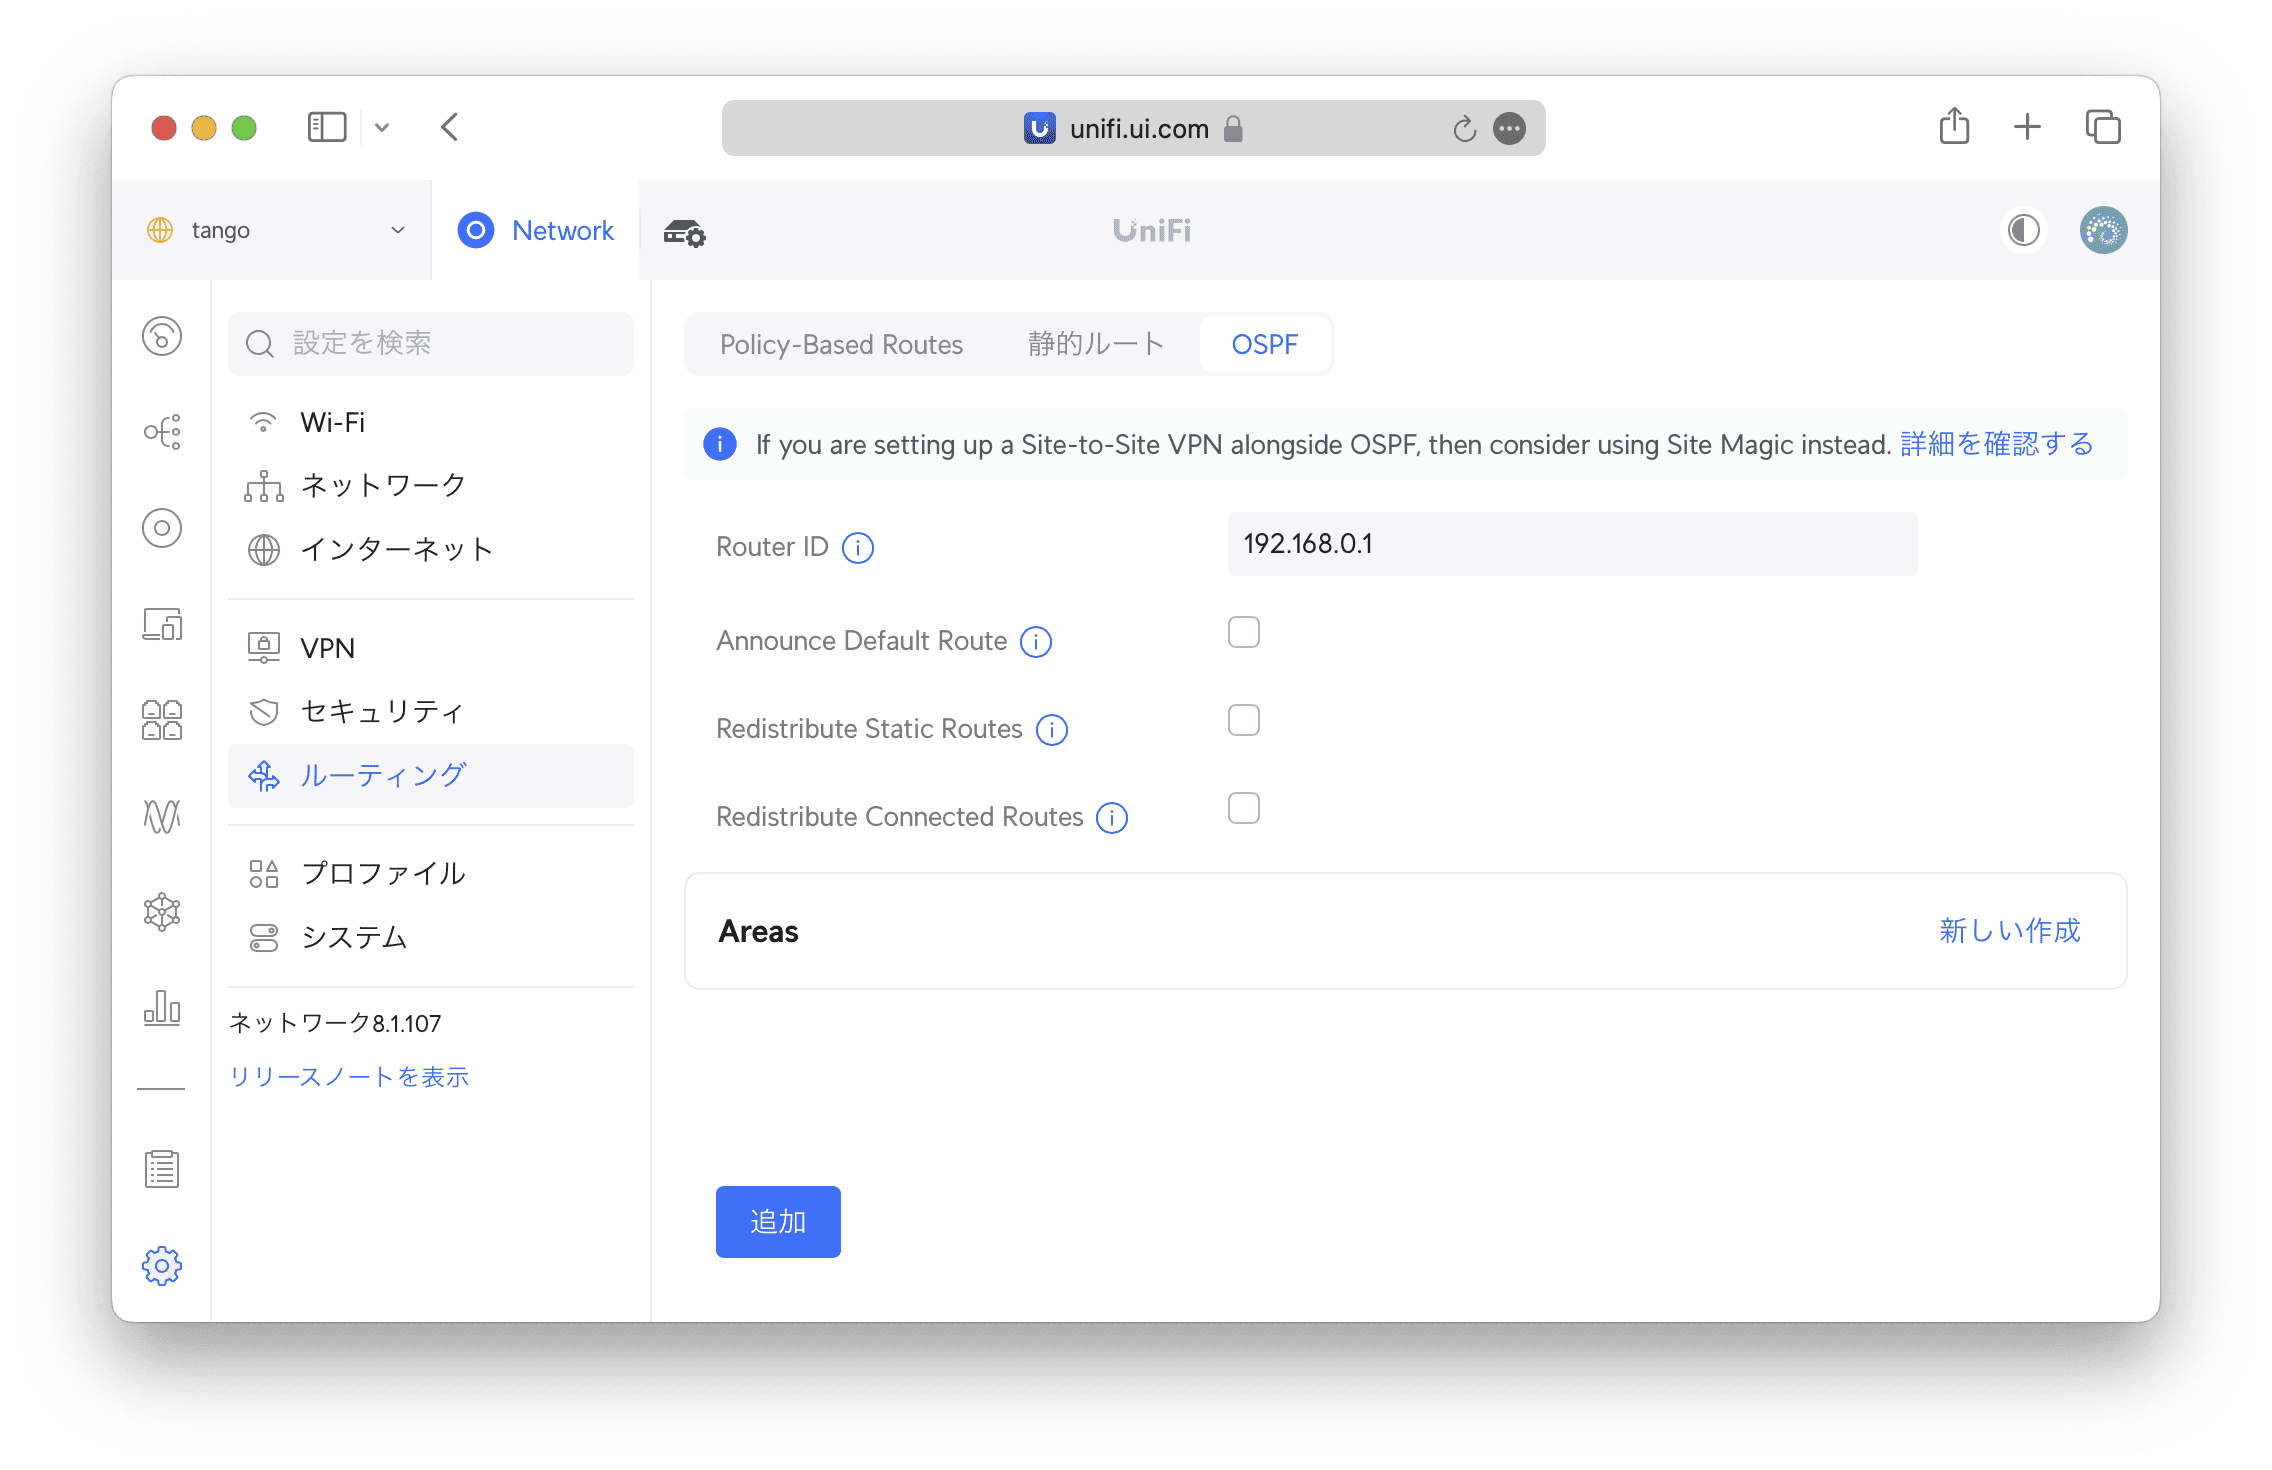 unifi.ui.com
tango
Network
UniFi
設定を検索
Wi-Fi
ネットワーク
インターネット
VPN
セキュリティ
ルーティング
プロファイル
システム
ネットワーク8.1.107
リリースノートを表示
Policy-Based Routes
静的ルート
OSPF
If you are setting up a Site-to-Site VPN alongside OSPF, then consider using Site Magic instead. 詳細を確認する
Router ID
192.168.0.1
Announce Default Route
Redistribute Static Routes
Redistribute Connected Routes
Areas
新しい作成
追加